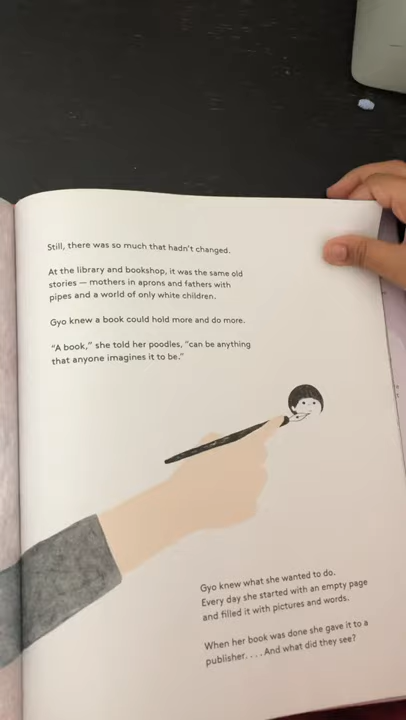 Still, there was so much that hadn't changed.
At the library and bookshop, it was the same old
stories — mothers in aprons and fathers with
pipes and a world of only white children.
Gyo knew a book could hold more and do more.
"A book," she told her poodles, "can be anything
that anyone imagines it to be."
Gyo knew what she wanted to do.
Every day she started with an empty page
and filled it with pictures and words.
When her book was done she gave it to a
publisher. . . . And what did they see?